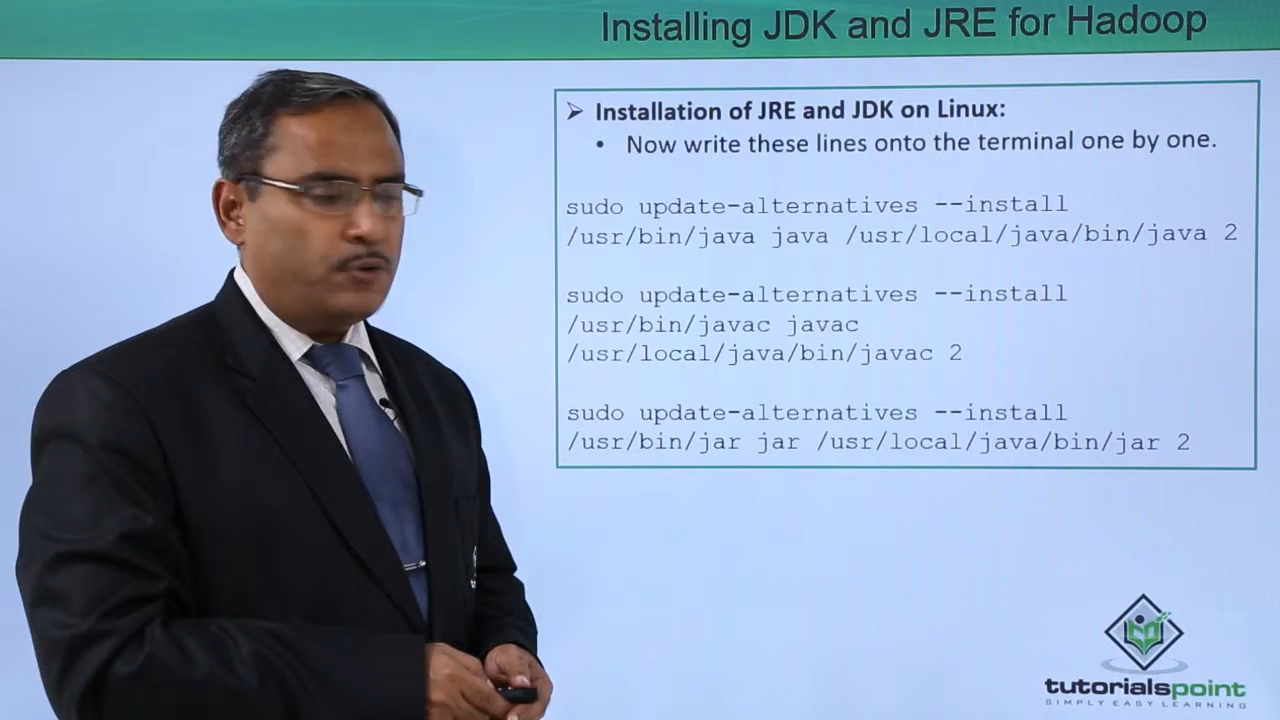 Installing JDK and JRE for Hadoop
➢ Installation of JRE and JDK on Linux:
• Now write these lines onto the terminal one by one.
sudo update-alternatives --install
/usr/bin/java java /usr/local/java/bin/java 2
sudo update-alternatives --install
/usr/bin/javac javac
/usr/local/java/bin/javac 2
sudo update-alternatives --install
/usr/bin/jar jar /usr/local/java/bin/jar 2
tutorialspoint
SIMPLY EASY LEARNING